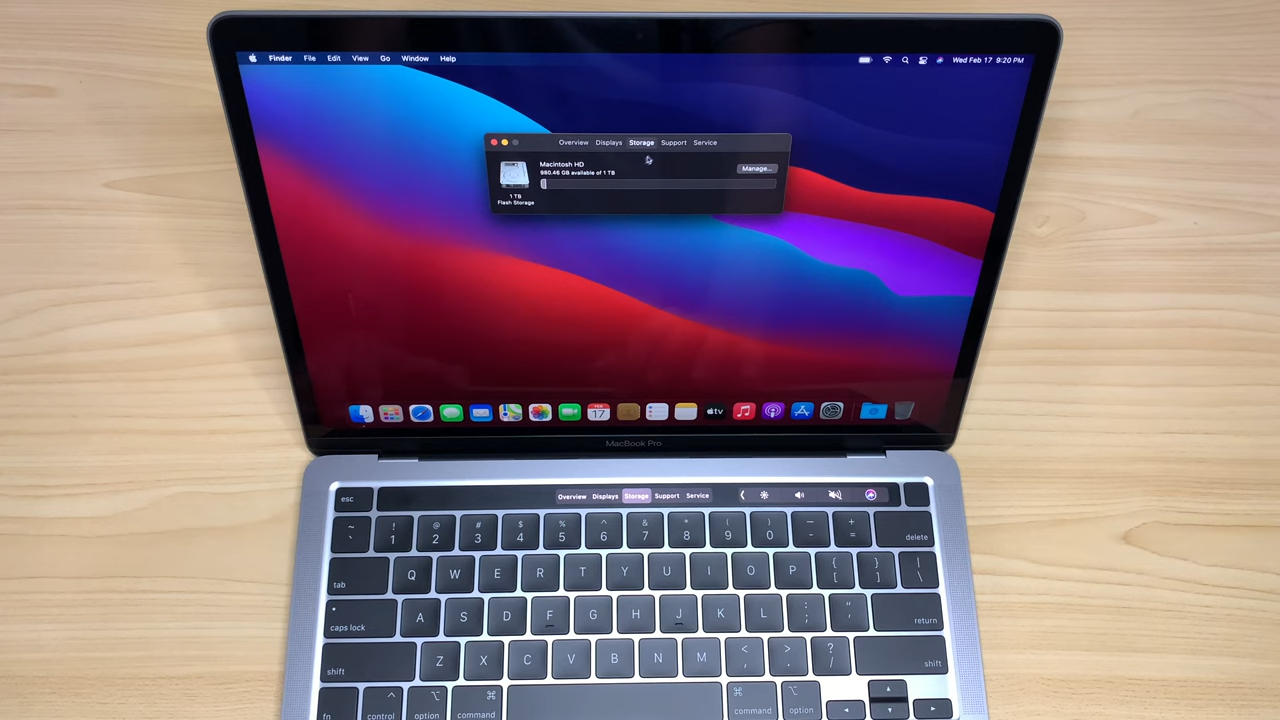 Finder File Edit View Go Window Help Wed Feb 17 9:20 PM
Overview Displays Storage Support Service
Macintosh HD
980.46 GB available of 1 TB
Manage...
1 TB
Flash Storage
FEB
17
tv
MacBook Pro
esc Overview Displays Storage Support Service
~ ! @ # $ % ^ & * ( ) — +
` 1 2 3 4 5 6 7 8 9 0 - = delete
tab Q W E R T Y U I O P { [ } ] | \
caps lock A S D F G H J K L : ; " ' return
shift Z X C V B N M < , > . ? / shift
fn control option command command option